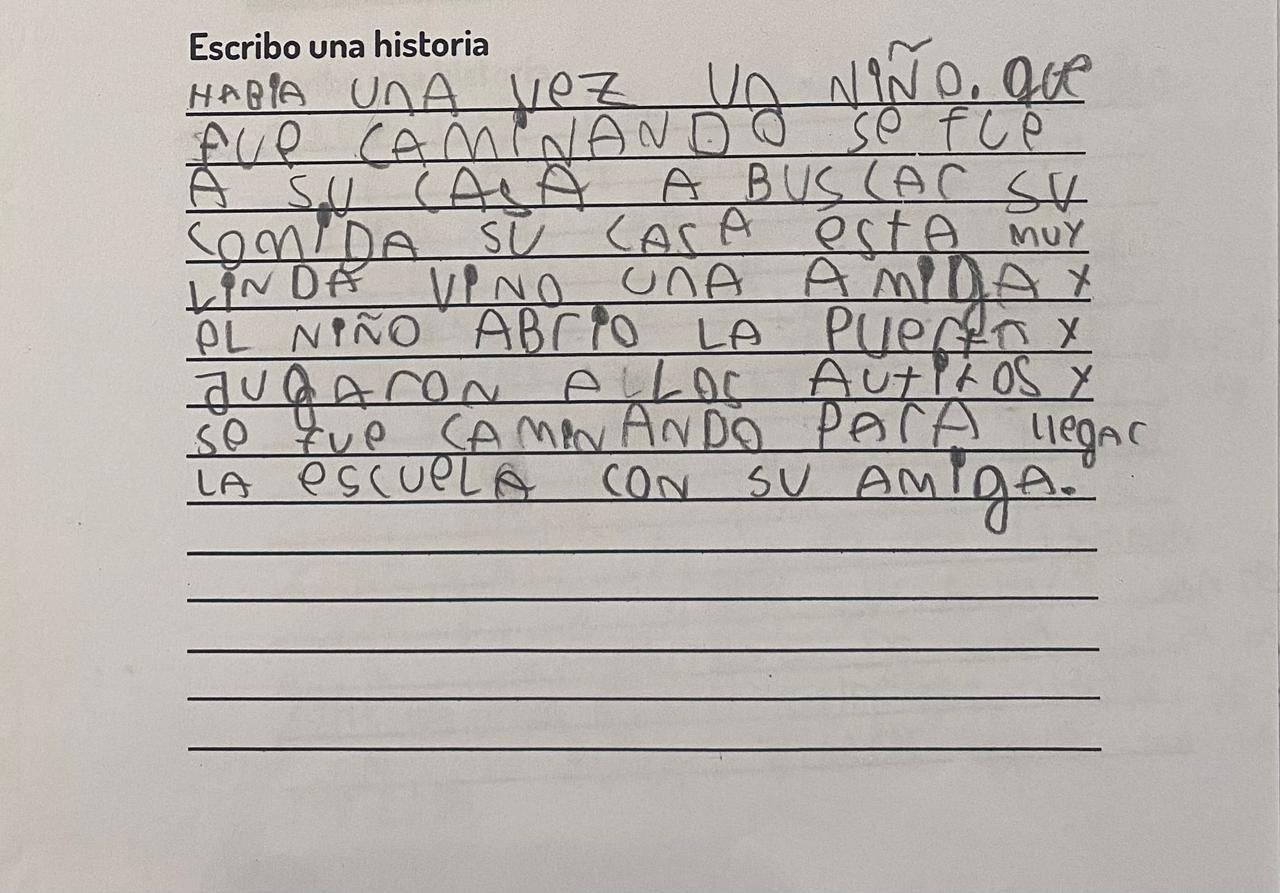 Escribo una historia
HABIA UNA VEZ UN NIÑO. que
fue CAMINANDO se fue
A SU CASA A BUSCAr SU
COMIDA SU CASA estA MUY
LINDA VINO UNA AMIDA Y
eL NIÑO ABrIO LA PUertA Y
JUgAroN A LOS AUtItOS Y
se fue CAMINANDO PArA llegAr
LA escueLA CON SU AMIgA.